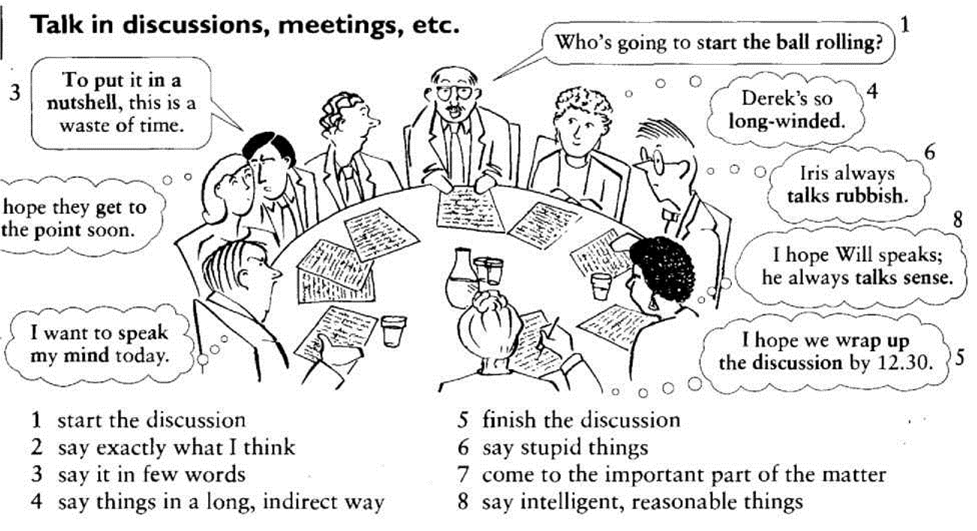 Talk in discussions, meetings, etc.
1
Who's going to start the ball rolling?
3
To put it in a
nutshell, this is a
waste of time.
4
Derek's so
long-winded.
6
Iris always
talks rubbish.
hope they get to
the point soon.
8
I hope Will speaks;
he always talks sense.
I want to speak
my mind today.
I hope we wrap up
the discussion by 12.30.
5
1 start the discussion
2 say exactly what I think
3 say it in few words
4 say things in a long, indirect way
5 finish the discussion
6 say stupid things
7 come to the important part of the matter
8 say intelligent, reasonable things